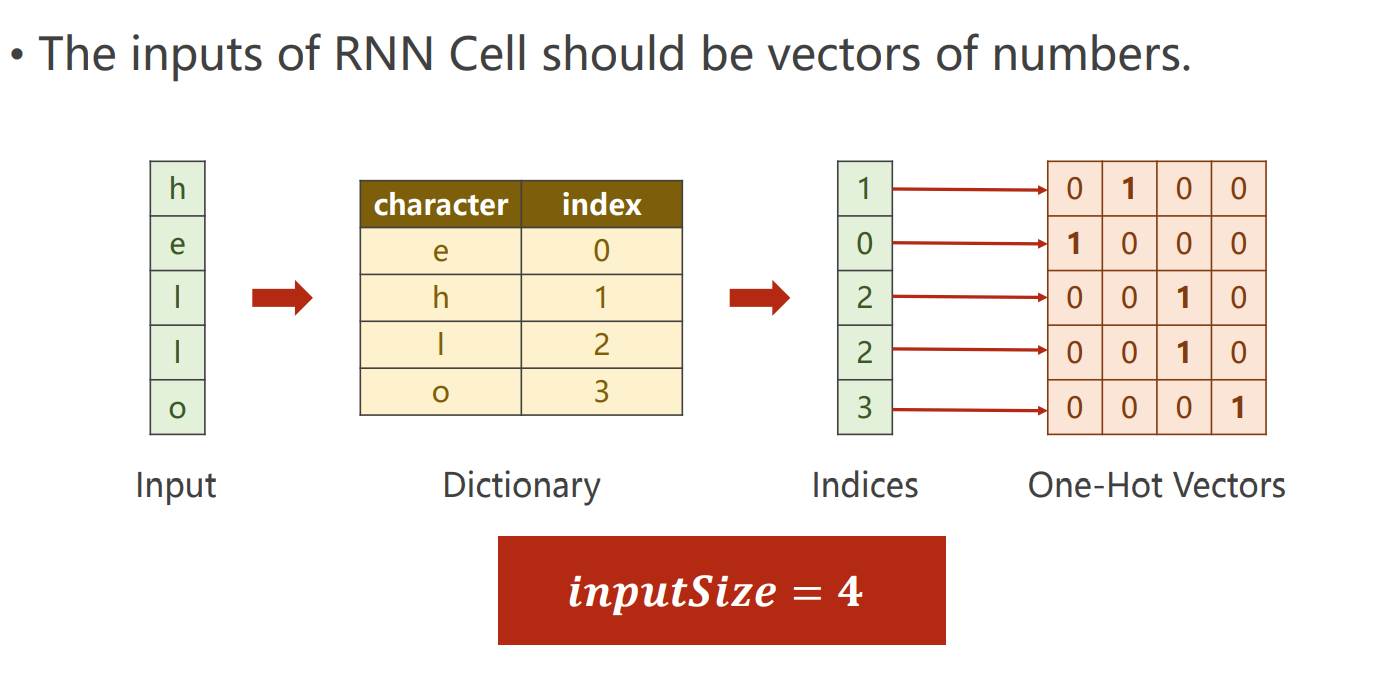 • The inputs of RNN Cell should be vectors of numbers.
h
e
l
l
o
Input
character index
e 0
h 1
l 2
o 3
Dictionary
1
0
2
2
3
Indices
0 1 0 0
1 0 0 0
0 0 1 0
0 0 1 0
0 0 0 1
One-Hot Vectors
inputSize = 4